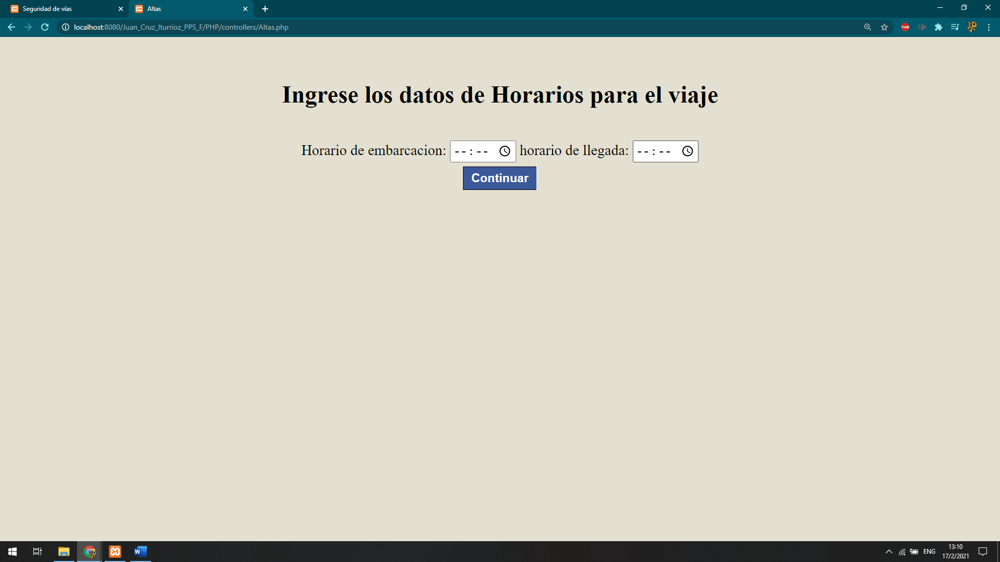 Seguridad de vías
Altas
localhost:8080/Juan_Cruz_Iturrioz_PPS_F/PHP/controllers/Altas.php
YAB
Ingrese los datos de Horarios para el viaje
Horario de embarcacion: --:-- horario de llegada: --:--
Continuar
W
ENG
13:10
17/2/2021